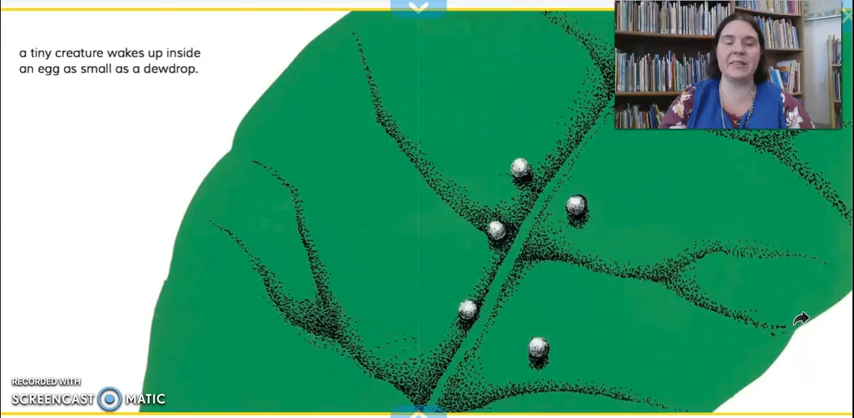 a tiny creature wakes up inside
an egg as small as a dewdrop.
RECORDED WITH
SCREENCAST MATIC